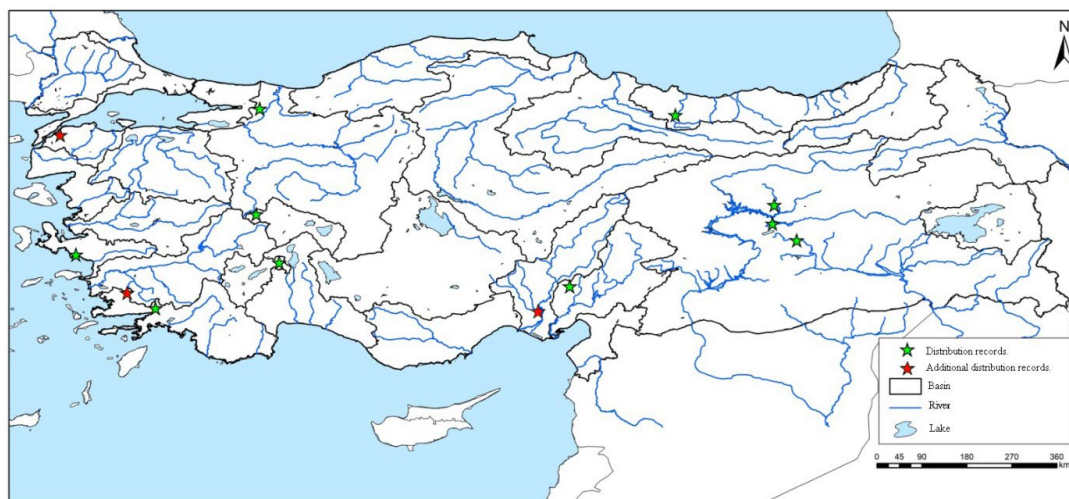 N
Distribution records.
Additional distribution records.
Basin
River
Lake
0 45 90 180 270 360
km